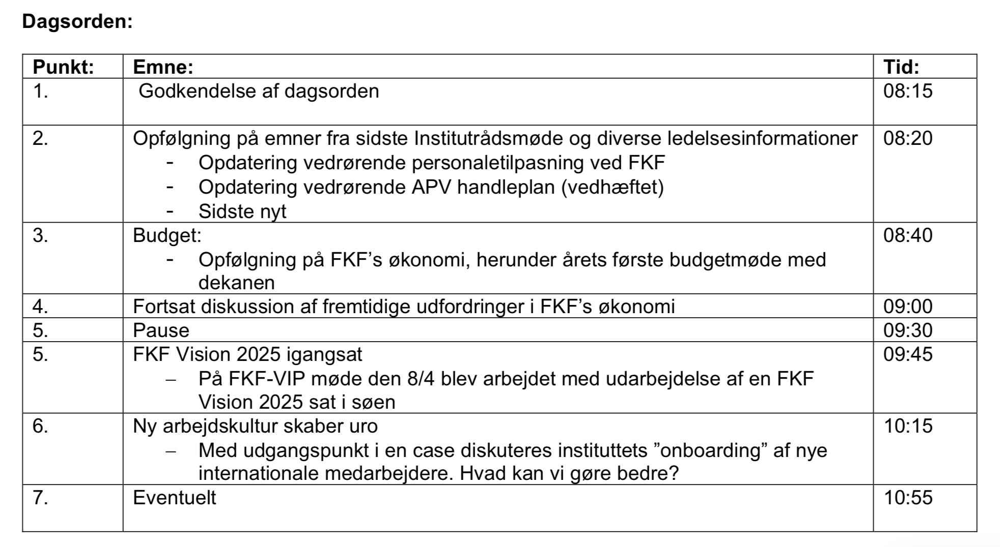 Dagsorden:
Punkt: Emne: Tid:
1. Godkendelse af dagsorden 08:15
2. Opfølgning på emner fra sidste Institutrådsmøde og diverse ledelsesinformationer 08:20
- Opdatering vedrørende personaletilpasning ved FKF
- Opdatering vedrørende APV handleplan (vedhæftet)
- Sidste nyt
3. Budget: 08:40
- Opfølgning på FKF’s økonomi, herunder årets første budgetmøde med
dekanen
4. Fortsat diskussion af fremtidige udfordringer i FKF’s økonomi 09:00
5. Pause 09:30
5. FKF Vision 2025 igangsat 09:45
– På FKF-VIP møde den 8/4 blev arbejdet med udarbejdelse af en FKF
Vision 2025 sat i søen
6. Ny arbejdskultur skaber uro 10:15
– Med udgangspunkt i en case diskuteres instituttets ”onboarding” af nye
internationale medarbejdere. Hvad kan vi gøre bedre?
7. Eventuelt 10:55